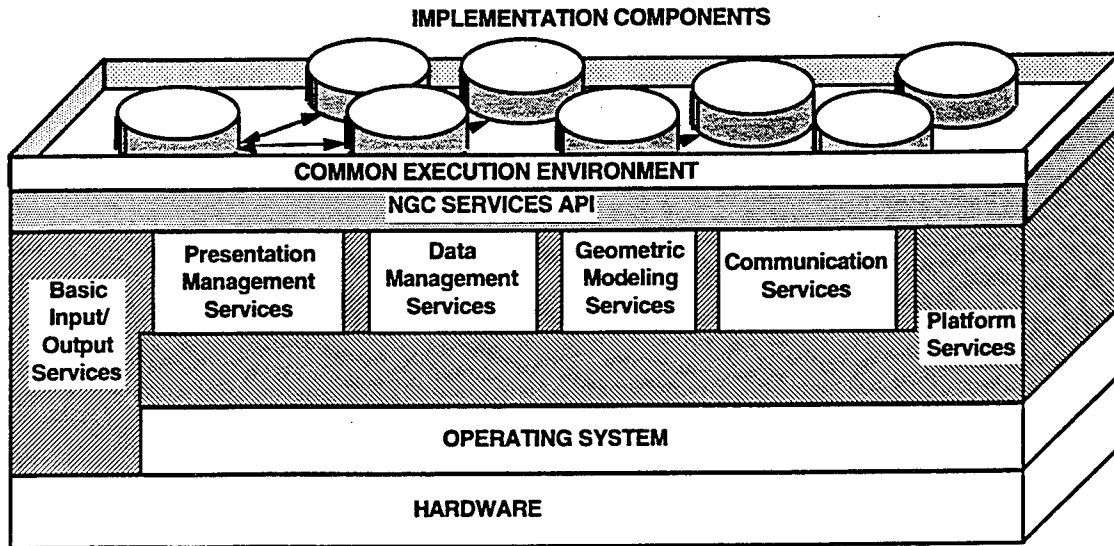 IMPLEMENTATION COMPONENTS
COMMON EXECUTION ENVIRONMENT
NGC SERVICES API
Basic
Input/
Output
Services
Presentation
Management
Services
Data
Management
Services
Geometric
Modeling
Services
Communication
Services
Platform
Services
OPERATING SYSTEM
HARDWARE